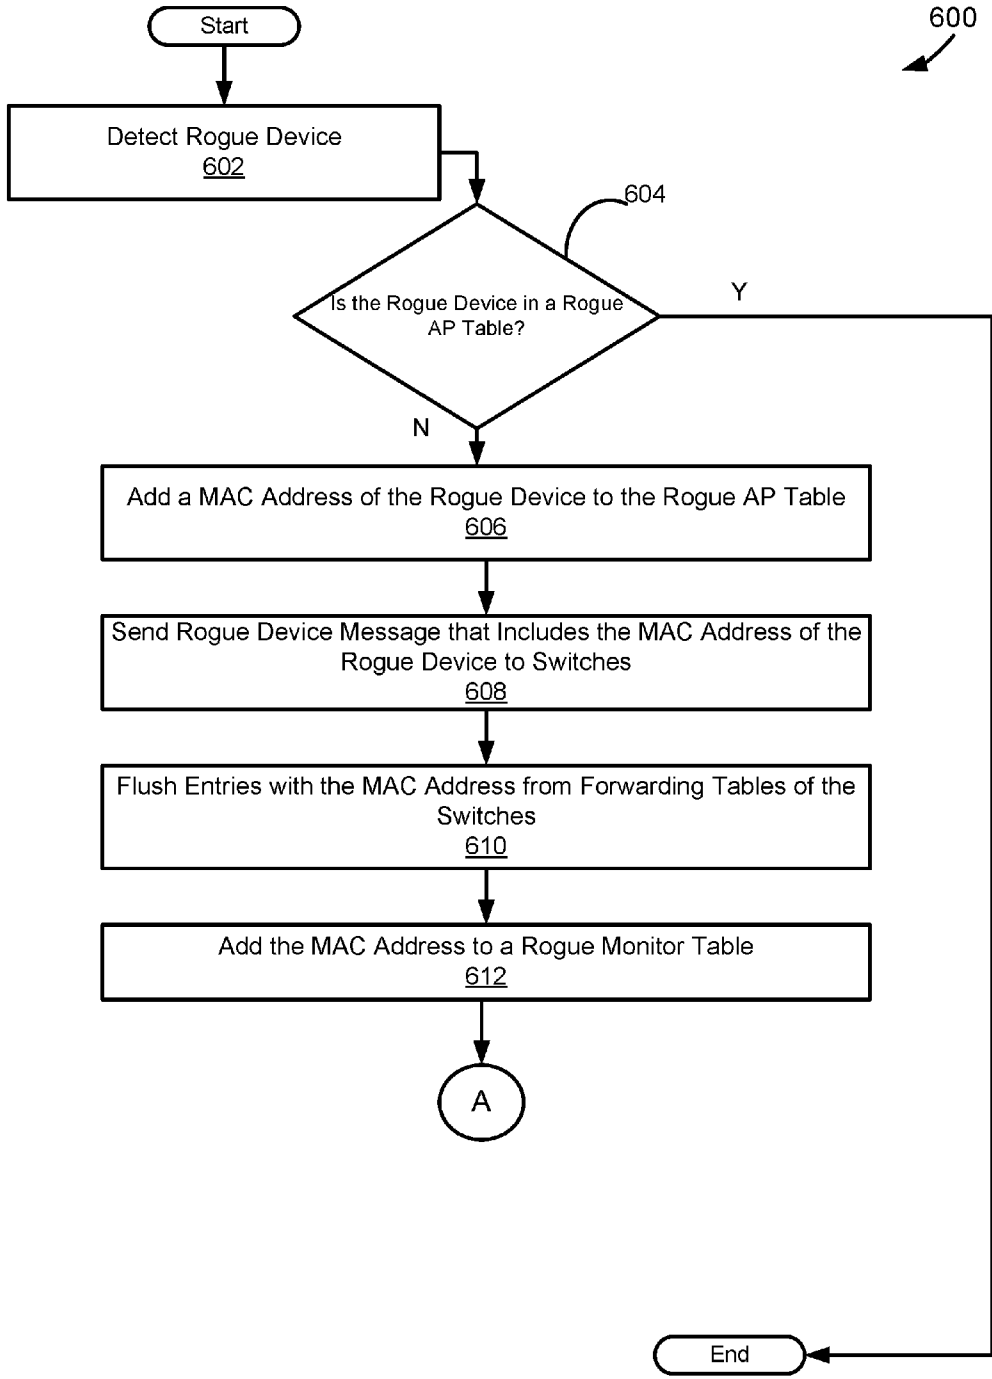 Start
600
Detect Rogue Device
602
604
Is the Rogue Device in a Rogue
AP Table?
Y
N
Add a MAC Address of the Rogue Device to the Rogue AP Table
606
Send Rogue Device Message that Includes the MAC Address of the
Rogue Device to Switches
608
Flush Entries with the MAC Address from Forwarding Tables of the
Switches
610
Add the MAC Address to a Rogue Monitor Table
612
A
End